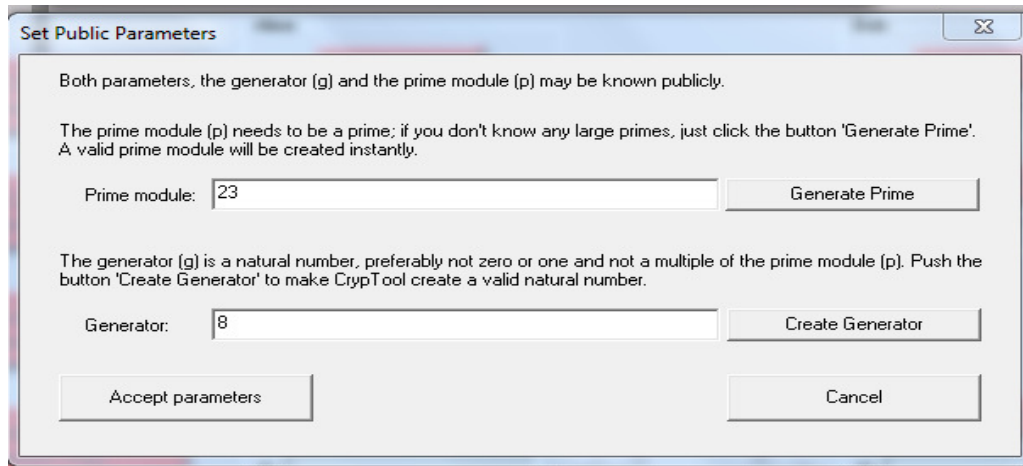 Set Public Parameters
Both parameters, the generator (g) and the prime module (p) may be known publicly.
The prime module (p) needs to be a prime; if you don't know any large primes, just click the button 'Generate Prime'.
A valid prime module will be created instantly.
Prime module: 23 Generate Prime
The generator (g) is a natural number, preferably not zero or one and not a multiple of the prime module (p). Push the
button 'Create Generator' to make CrypTool create a valid natural number.
Generator: 8 Create Generator
Accept parameters Cancel